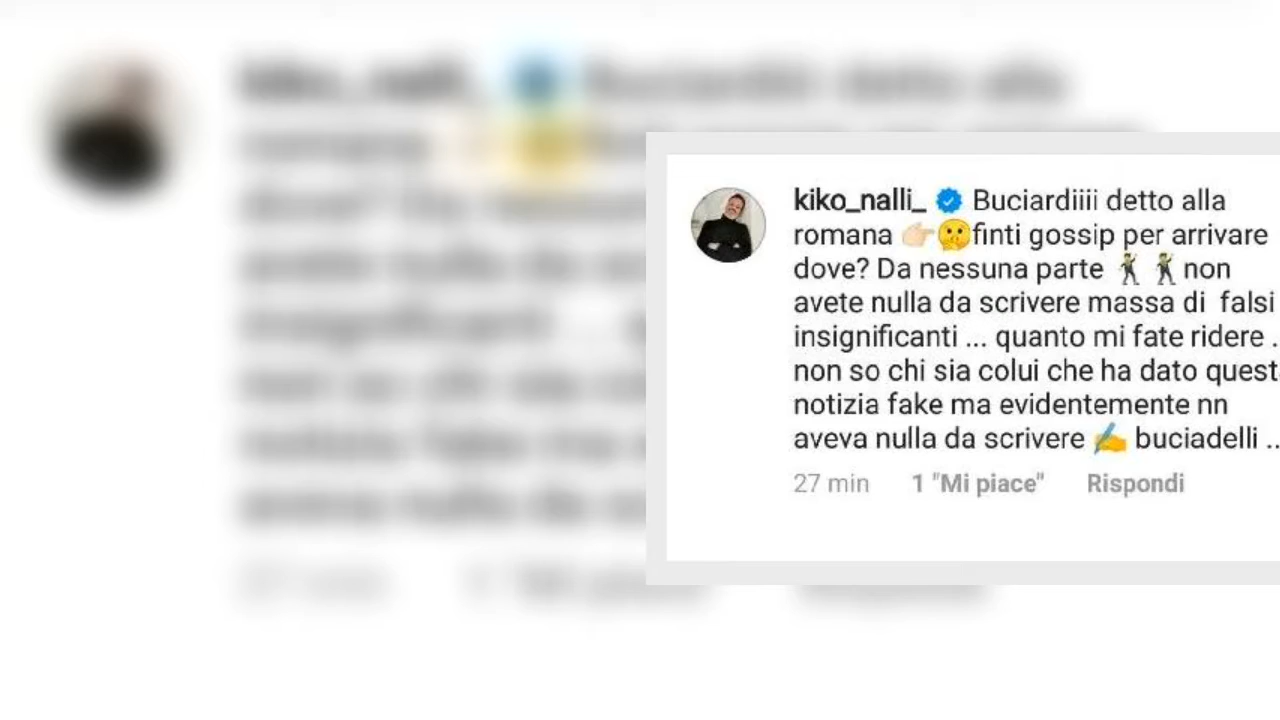 kiko_nalli_ Buciardiiii detto alla
romana 👉🏻🤫finti gossip per arrivare
dove? Da nessuna parte 🕺🕺 non
avete nulla da scrivere massa di falsi
insignificanti ... quanto mi fate ridere .
non so chi sia colui che ha dato
notizia fake ma evidentemente nn
aveva nulla da scrivere ✍️ buciadelli ..
27 min 1 "Mi piace" Rispondi